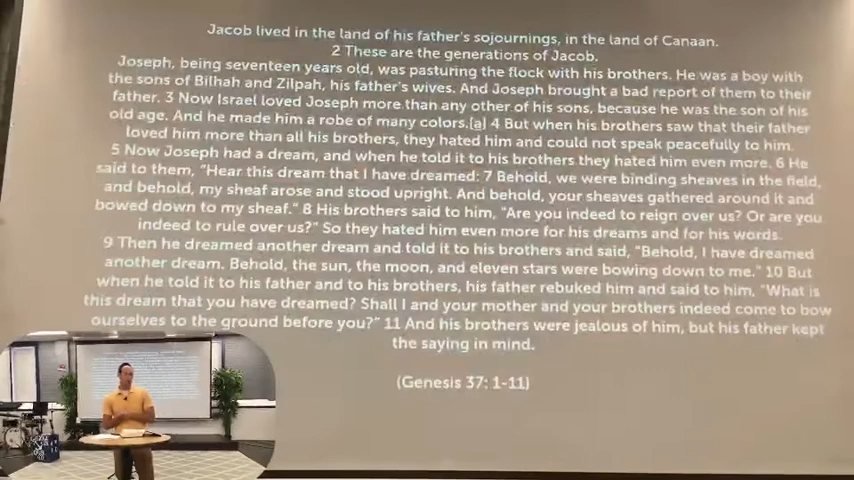 Jacob lived in the land of his father's sojournings, in the land of Canaan.
2 These are the generations of Jacob.
Joseph, being seventeen years old, was pasturing the flock with his brothers. He was a boy with
the sons of Bilhah and Zilpah, his father's wives. And Joseph brought a bad report of them to their
father. 3 Now Israel loved Joseph more than any other of his sons, because he was the son of his
old age. And he made him a robe of many colors.[a] 4 But when his brothers saw that their father
loved him more than all his brothers, they hated him and could not speak peacefully to him.
5 Now Joseph had a dream, and when he told it to his brothers they hated him even more. 6 He
said to them, “Hear this dream that I have dreamed: 7 Behold, we were binding sheaves in the field,
and behold, my sheaf arose and stood upright. And behold, your sheaves gathered around it and
bowed down to my sheaf.” 8 His brothers said to him, “Are you indeed to reign over us? Or are you
indeed to rule over us?” So they hated him even more for his dreams and for his words.
9 Then he dreamed another dream and told it to his brothers and said, “Behold, I have dreamed
another dream. Behold, the sun, the moon, and eleven stars were bowing down to me.” 10 But
when he told it to his father and to his brothers, his father rebuked him and said to him, “What is
this dream that you have dreamed? Shall I and your mother and your brothers indeed come to bow
ourselves to the ground before you?” 11 And his brothers were jealous of him, but his father kept
the saying in mind.
(Genesis 37: 1-11)